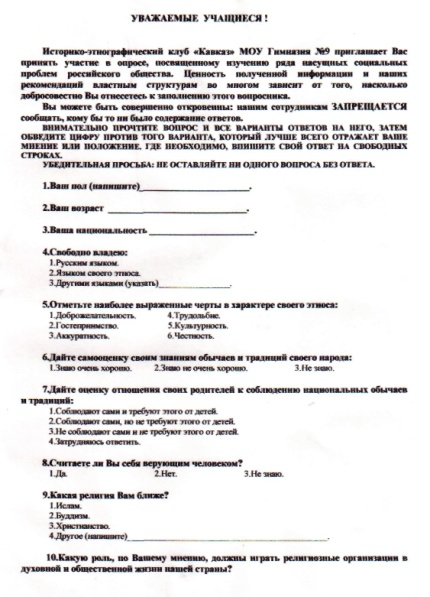 УВАЖАЕМЫЕ УЧАЩИЕСЯ !
Историко-этнографический клуб «Кавказ» МОУ Гимназия №9 приглашает Вас
принять участие в опросе, посвященному изучению ряда насущных социальных
проблем российского общества. Ценность полученной информации и наших
рекомендаций властным структурам во многом зависит от того, насколько
добросовестно Вы отнесетесь к заполнению этого вопросника.
Вы можете быть совершенно откровенны: нашим сотрудникам ЗАПРЕЩАЕТСЯ
сообщать, кому бы то ни было содержание ответов.
ВНИМАТЕЛЬНО ПРОЧТИТЕ ВОПРОС И ВСЕ ВАРИАНТЫ ОТВЕТОВ НА НЕГО, ЗАТЕМ
ОБВЕДИТЕ ЦИФРУ ПРОТИВ ТОГО ВАРИАНТА, КОТОРЫЙ ЛУЧШЕ ВСЕГО ОТРАЖАЕТ ВАШЕ
МНЕНИЕ ИЛИ ПОЛОЖЕНИЕ. ГДЕ НЕОБХОДИМО, ВПИШИТЕ СВОЙ ОТВЕТ НА СВОБОДНЫХ
СТРОКАХ.
УБЕДИТЕЛЬНАЯ ПРОСЬБА: НЕ ОСТАВЛЯЙТЕ НИ ОДНОГО ВОПРОСА БЕЗ ОТВЕТА.
1.Ваш пол (напишите)____________________.
2.Ваш возраст ____________________.
3.Ваша национальность ____________________.
4.Свободно владею:
1.Русским языком.
2.Языком своего этноса.
3.Другими языками (указать)____________________.
5.Отметьте наиболее выраженные черты в характере своего этноса:
1.Доброжелательность. 4.Трудолюбие.
2.Гостеприимство. 5.Культурность.
3.Аккуратность. 6.Честность.
6.Дайте самооценку своим знаниям обычаев и традиций своего народа:
1.Знаю очень хорошо. 2.Знаю не очень хорошо. 3.Не знаю.
7.Дайте оценку отношения своих родителей к соблюдению национальных обычаев
и традиций:
1.Соблюдают сами и требуют этого от детей.
2.Соблюдают сами, но не требуют этого от детей.
3.Не соблюдают сами и не требуют этого от детей.
4.Затрудняюсь ответить.
8.Считаете ли Вы себя верующим человеком?
1.Да. 2.Нет. 3.Не знаю.
9.Какая религия Вам ближе?
1.Ислам.
2.Буддизм.
3.Христианство.
4.Другое (напишите)____________________.
10.Какую роль, по Вашему мнению, должны играть религиозные организации в
духовной и общественной жизни нашей страны?